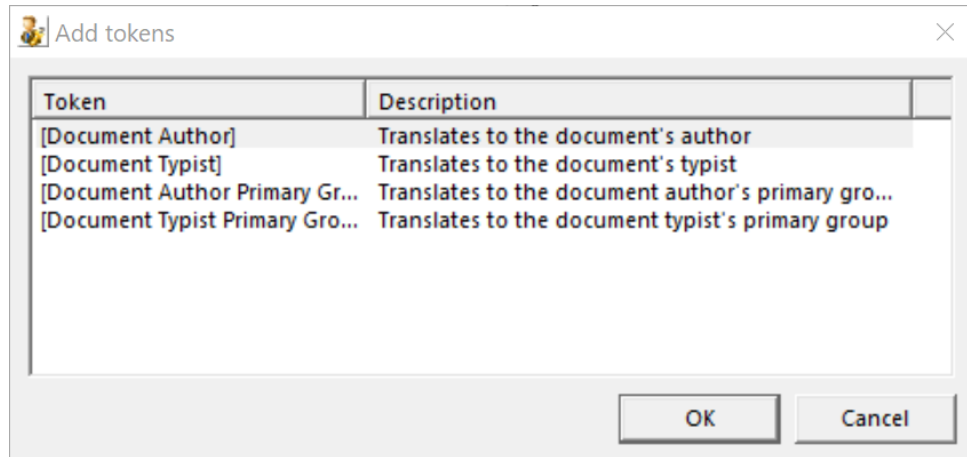 Add tokens
Token Description
[Document Author] Translates to the document's author
[Document Typist] Translates to the document's typist
[Document Author Primary Gr... Translates to the document author's primary gro...
[Document Typist Primary Gro... Translates to the document typist's primary group
OK Cancel